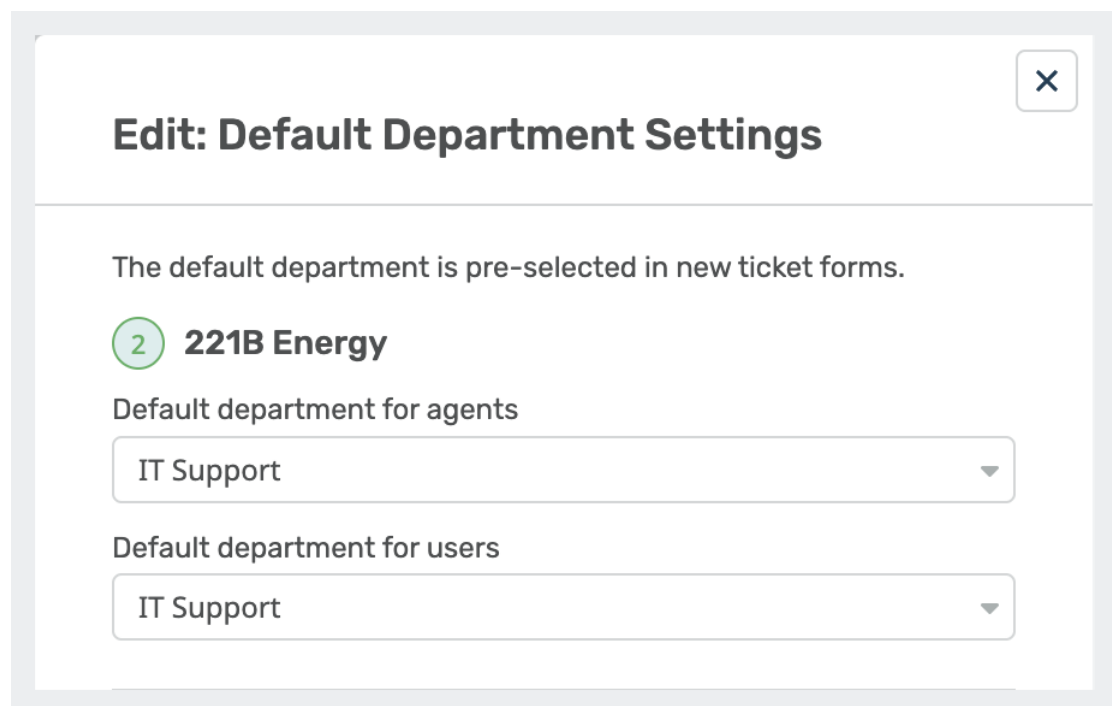 Edit: Default Department Settings
The default department is pre-selected in new ticket forms.
2 221B Energy
Default department for agents
IT Support
Default department for users
IT Support